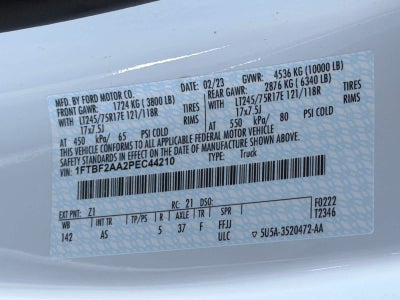 MFD. BY FORD MOTOR CO.
DATE: 02/23 GVWR: 4536 KG (10000 LB)
FRONT GAWR: 1724 KG (3800 LB)
REAR GAWR: 2876 KG (6340 LB)
LT245/75R17E 121/118R TIRES
LT245/75R17E 121/118R TIRES
17x7.5J RIMS
17x7.5J RIMS
AT 450 kPa/ 65 PSI COLD
AT 550 kPa/ 80 PSI COLD
THIS VEHICLE CONFORMS TO ALL APPLICABLE FEDERAL MOTOR VEHICLE
SAFETY STANDARDS IN EFFECT ON THE DATE OF MANUFACTURE SHOWN ABOVE.
VIN: 1FTBF2AA2PEC44210 TYPE: Truck
EXT PNT: Z1 RC: 21 DSO: F0222
WB INT TR TP/PS R AXLE TR SPR T2346
142 AS 5 37 F FFJJ
ULC 5U5A-3520472-AA